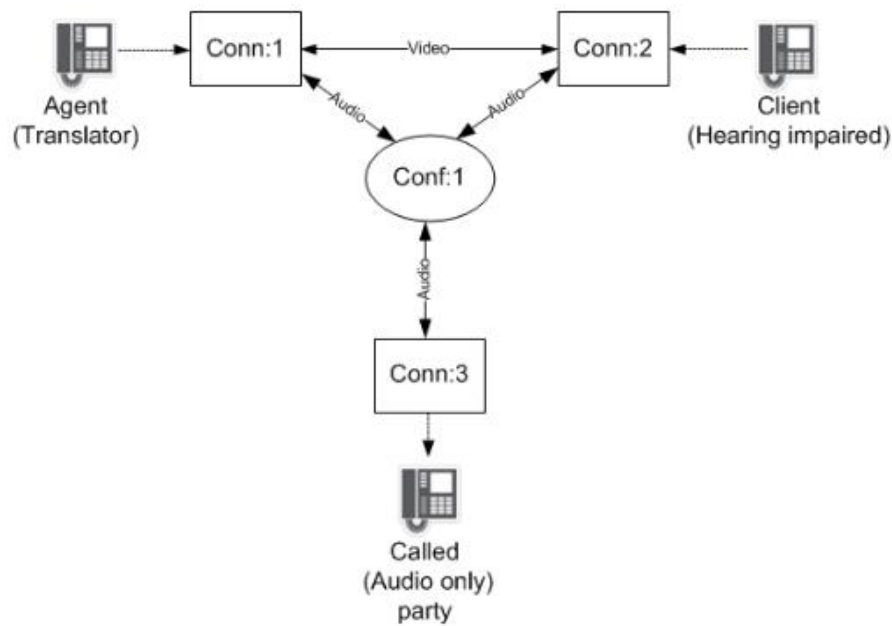 Conn:1
Video
Conn:2
Agent
(Translator)
Audio
Audio
Client
(Hearing impaired)
Conf:1
Audio
Conn:3
Called
(Audio only)
party